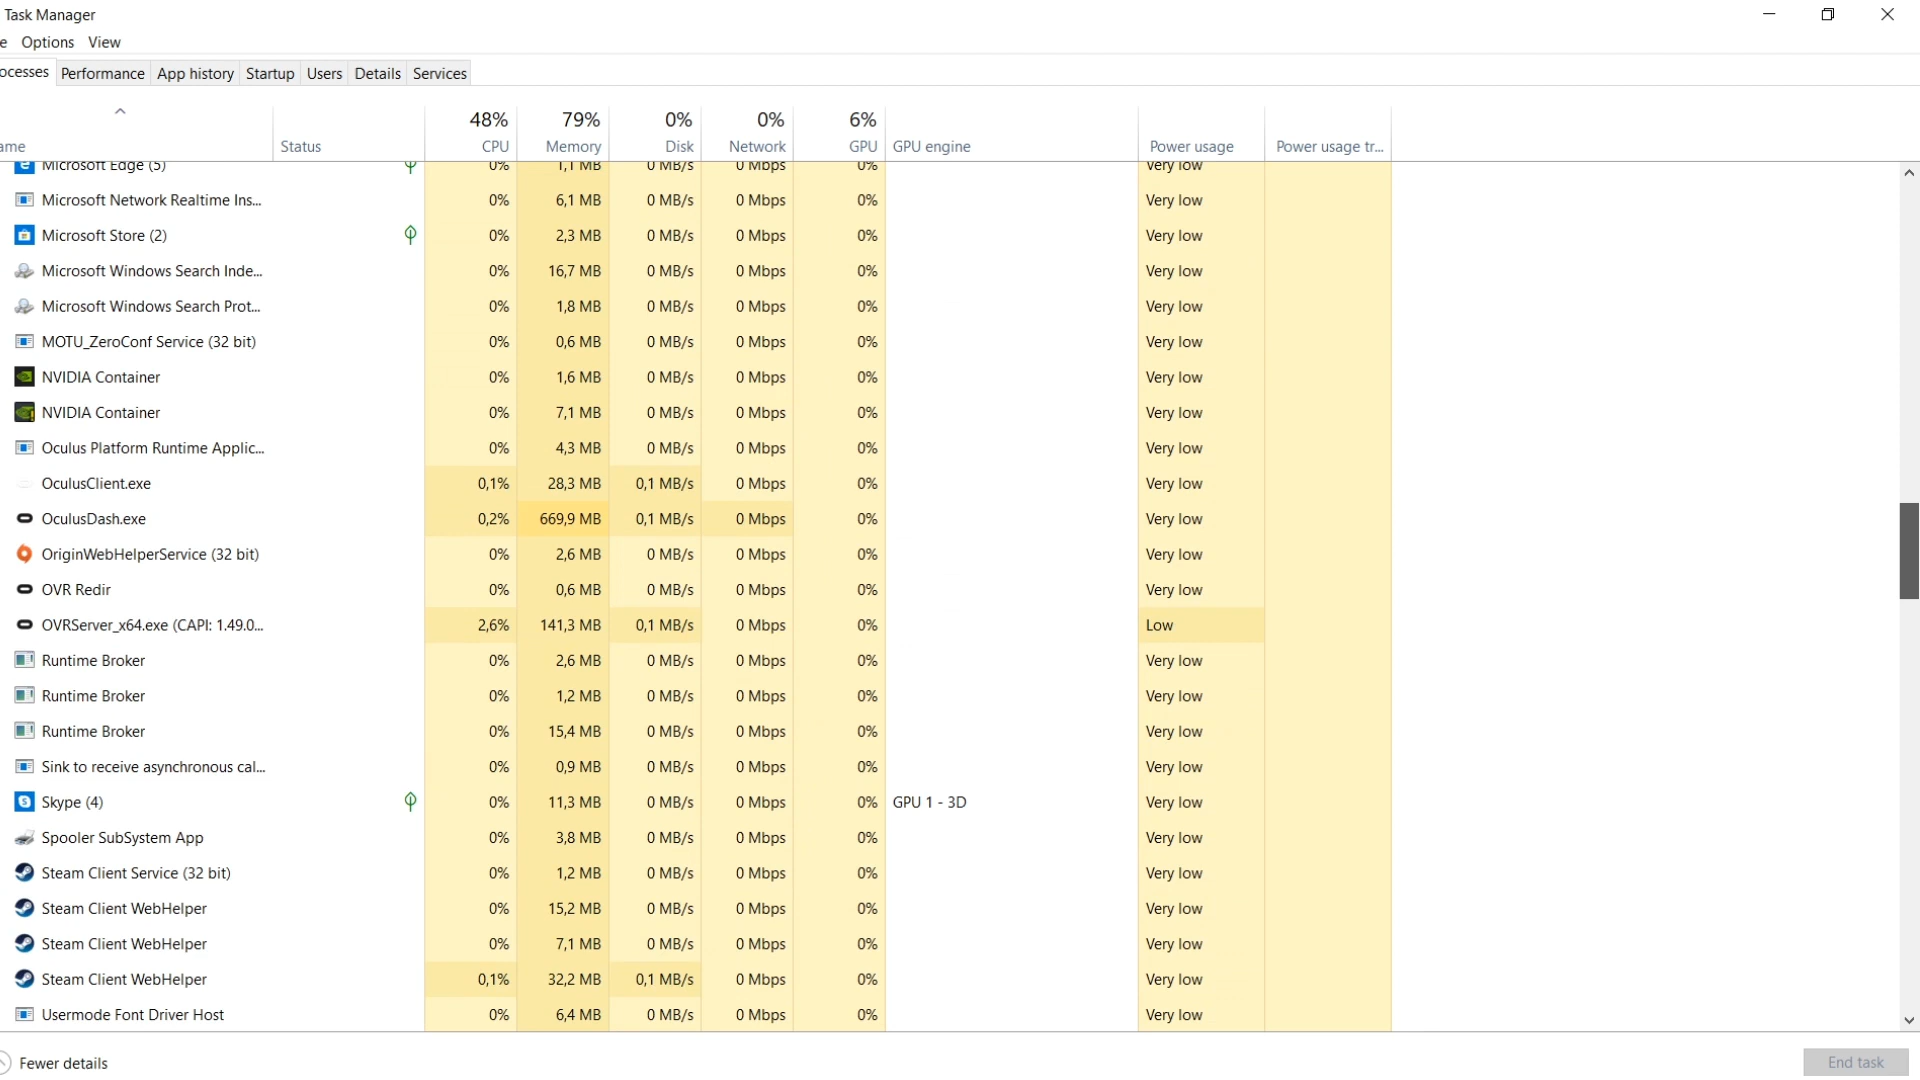 Task Manager
e Options View
ocesses Performance App history Startup Users Details Services
48% 79% 0% 0% 6%
ame Status CPU Memory Disk Network GPU GPU engine Power usage Power usage tr...
Microsoft Edge (5) 0% 1,1 MB 0 MB/s 0 Mbps 0% Very low
Microsoft Network Realtime Ins... 0% 6,1 MB 0 MB/s 0 Mbps 0% Very low
Microsoft Store (2) 0% 2,3 MB 0 MB/s 0 Mbps 0% Very low
Microsoft Windows Search Inde... 0% 16,7 MB 0 MB/s 0 Mbps 0% Very low
Microsoft Windows Search Prot... 0% 1,8 MB 0 MB/s 0 Mbps 0% Very low
MOTU_ZeroConf Service (32 bit) 0% 0,6 MB 0 MB/s 0 Mbps 0% Very low
NVIDIA Container 0% 1,6 MB 0 MB/s 0 Mbps 0% Very low
NVIDIA Container 0% 7,1 MB 0 MB/s 0 Mbps 0% Very low
Oculus Platform Runtime Applic... 0% 4,3 MB 0 MB/s 0 Mbps 0% Very low
OculusClient.exe 0,1% 28,3 MB 0,1 MB/s 0 Mbps 0% Very low
OculusDash.exe 0,2% 669,9 MB 0,1 MB/s 0 Mbps 0% Very low
OriginWebHelperService (32 bit) 0% 2,6 MB 0 MB/s 0 Mbps 0% Very low
OVR Redir 0% 0,6 MB 0 MB/s 0 Mbps 0% Very low
OVRServer_x64.exe (CAPI: 1.49.0... 2,6% 141,3 MB 0,1 MB/s 0 Mbps 0% Low
Runtime Broker 0% 2,6 MB 0 MB/s 0 Mbps 0% Very low
Runtime Broker 0% 1,2 MB 0 MB/s 0 Mbps 0% Very low
Runtime Broker 0% 15,4 MB 0 MB/s 0 Mbps 0% Very low
Sink to receive asynchronous cal... 0% 0,9 MB 0 MB/s 0 Mbps 0% Very low
Skype (4) 0% 11,3 MB 0 MB/s 0 Mbps 0% GPU 1 - 3D Very low
Spooler SubSystem App 0% 3,8 MB 0 MB/s 0 Mbps 0% Very low
Steam Client Service (32 bit) 0% 1,2 MB 0 MB/s 0 Mbps 0% Very low
Steam Client WebHelper 0% 15,2 MB 0 MB/s 0 Mbps 0% Very low
Steam Client WebHelper 0% 7,1 MB 0 MB/s 0 Mbps 0% Very low
Steam Client WebHelper 0,1% 32,2 MB 0,1 MB/s 0 Mbps 0% Very low
Usermode Font Driver Host 0% 6,4 MB 0 MB/s 0 Mbps 0% Very low
Fewer details End task